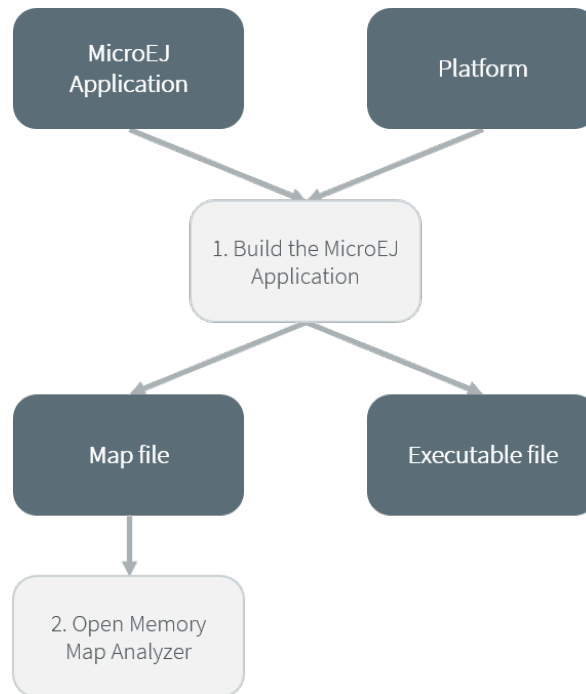 MicroEJ
Application
Platform
1. Build the MicroEJ
Application
Map file
Executable file
2. Open Memory
Map Analyzer